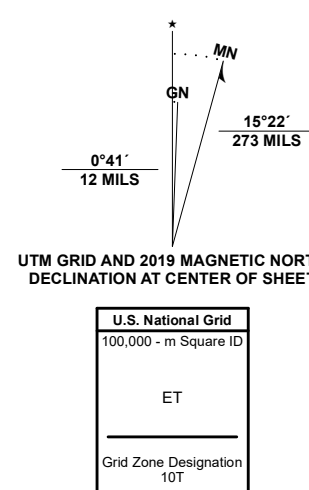 ★
MN
GN
15°22´
273 MILS
0°41´
12 MILS
UTM GRID AND 2019 MAGNETIC NORT
DECLINATION AT CENTER OF SHEET
U.S. National Grid
100,000 - m Square ID
ET
Grid Zone Designation
10T